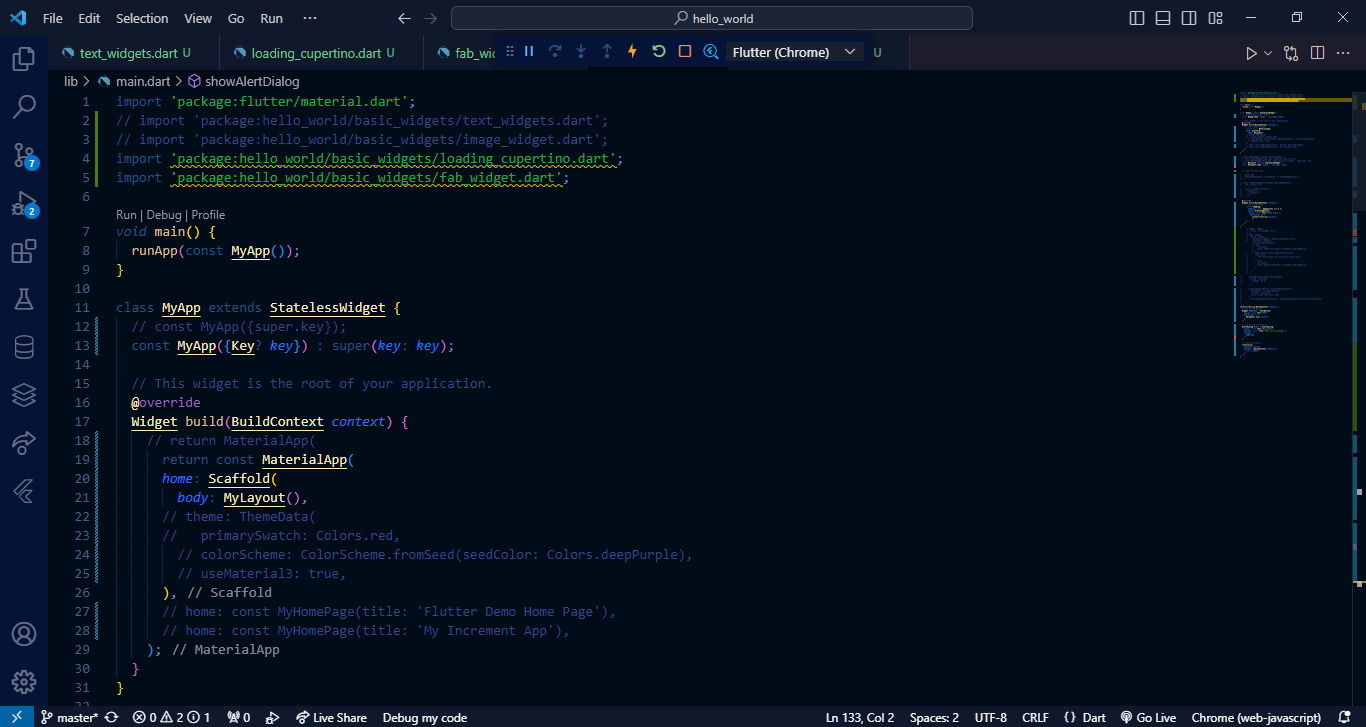 File Edit Selection View Go Run ··· hello_world
text_widgets.dart U loading_cupertino.dart U fab_wid Flutter (Chrome) U
lib > main.dart > showAlertDialog
1 import 'package:flutter/material.dart';
2 // import 'package:hello_world/basic_widgets/text_widgets.dart';
3 // import 'package:hello_world/basic_widgets/image_widget.dart';
4 import 'package:hello_world/basic_widgets/loading_cupertino.dart';
5 import 'package:hello_world/basic_widgets/fab_widget.dart';
6
Run | Debug | Profile
7 void main() {
8 runApp(const MyApp());
9 }
10
11 class MyApp extends StatelessWidget {
12 // const MyApp({super.key});
13 const MyApp({Key? key}) : super(key: key);
14
15 // This widget is the root of your application.
16 @override
17 Widget build(BuildContext context) {
18 // return MaterialApp(
19 return const MaterialApp(
20 home: Scaffold(
21 body: MyLayout(),
22 // theme: ThemeData(
23 //   primarySwatch: Colors.red,
24 // colorScheme: ColorScheme.fromSeed(seedColor: Colors.deepPurple),
25 // useMaterial3: true,
26 ), // Scaffold
27 // home: const MyHomePage(title: 'Flutter Demo Home Page'),
28 // home: const MyHomePage(title: 'My Increment App'),
29 ); // MaterialApp
30 }
31 }
7
2
master* 0 2 1 0 Live Share Debug my code Ln 133, Col 2 Spaces: 2 UTF-8 CRLF {} Dart Go Live Chrome (web-javascript)